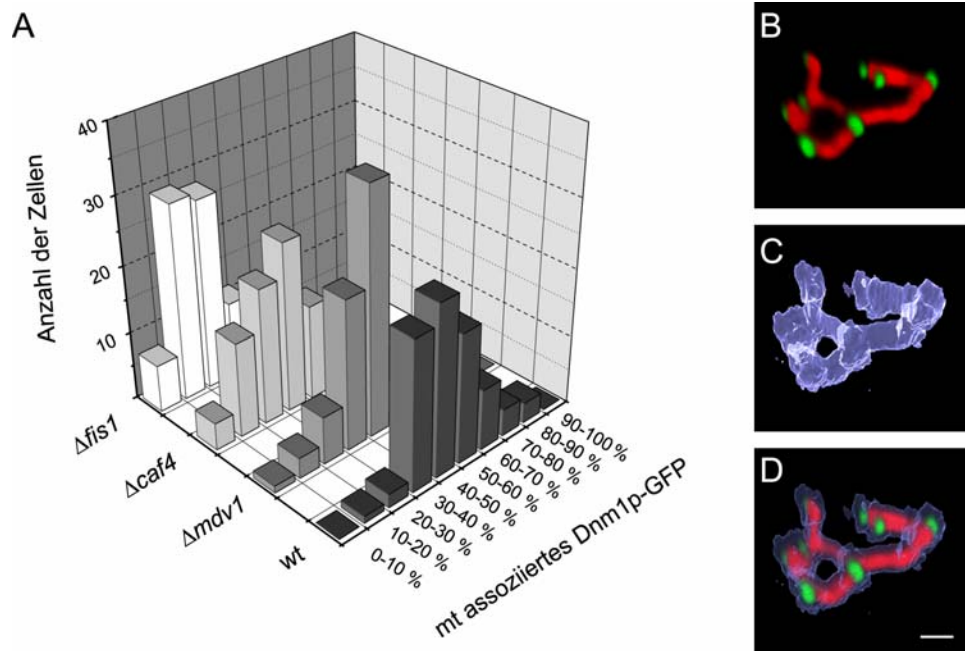 A
40
30
20
10
Anzahl der Zellen
Δfis1
Δcaf4
Δmdv1
wt
0-10 %
10-20 %
20-30 %
30-40 %
40-50 %
50-60 %
60-70 %
70-80 %
80-90 %
90-100 %
mt assoziiertes Dnm1p-GFP
B
C
D